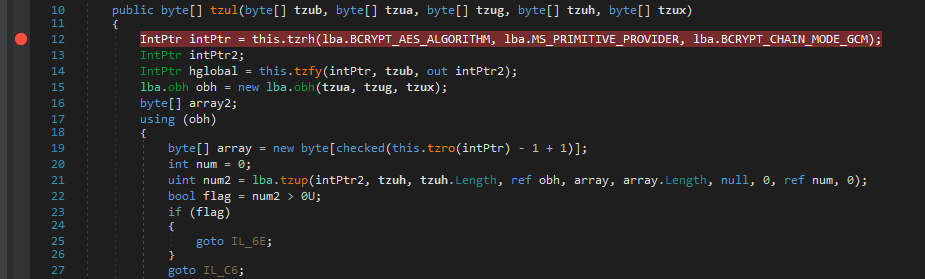 10 public byte[] tzul(byte[] tzub, byte[] tzua, byte[] tzug, byte[] tzuh, byte[] tzux)
11 {
12 IntPtr intPtr = this.tzrh(lba.BCRYPT_AES_ALGORITHM, lba.MS_PRIMITIVE_PROVIDER, lba.BCRYPT_CHAIN_MODE_GCM);
13 IntPtr intPtr2;
14 IntPtr hglobal = this.tzfy(intPtr, tzub, out intPtr2);
15 lba.obh obh = new lba.obh(tzua, tzug, tzux);
16 byte[] array2;
17 using (obh)
18 {
19 byte[] array = new byte[checked(this.tzro(intPtr) - 1 + 1)];
20 int num = 0;
21 uint num2 = lba.tzup(intPtr2, tzuh, tzuh.Length, ref obh, array, array.Length, null, 0, ref num, 0);
22 bool flag = num2 > 0U;
23 if (flag)
24 {
25 goto IL_6E;
26 }
27 goto IL_C6;